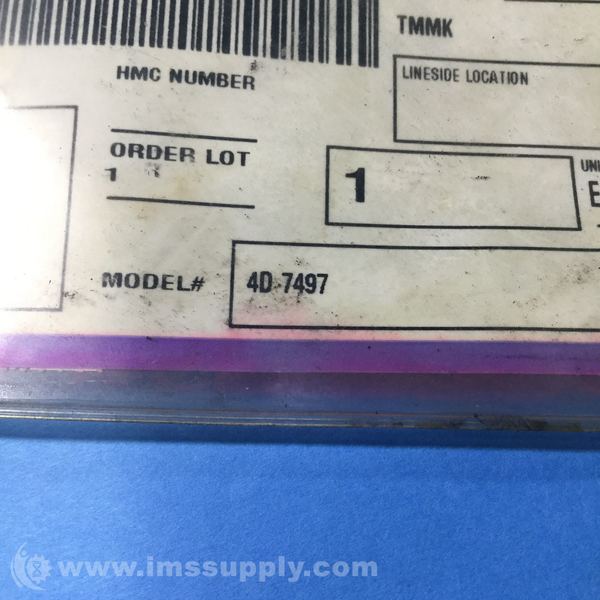 TMMK
HMC NUMBER
LINESIDE LOCATION
ORDER LOT
1
1
MODEL#
4D 7497
www.imssupply.com